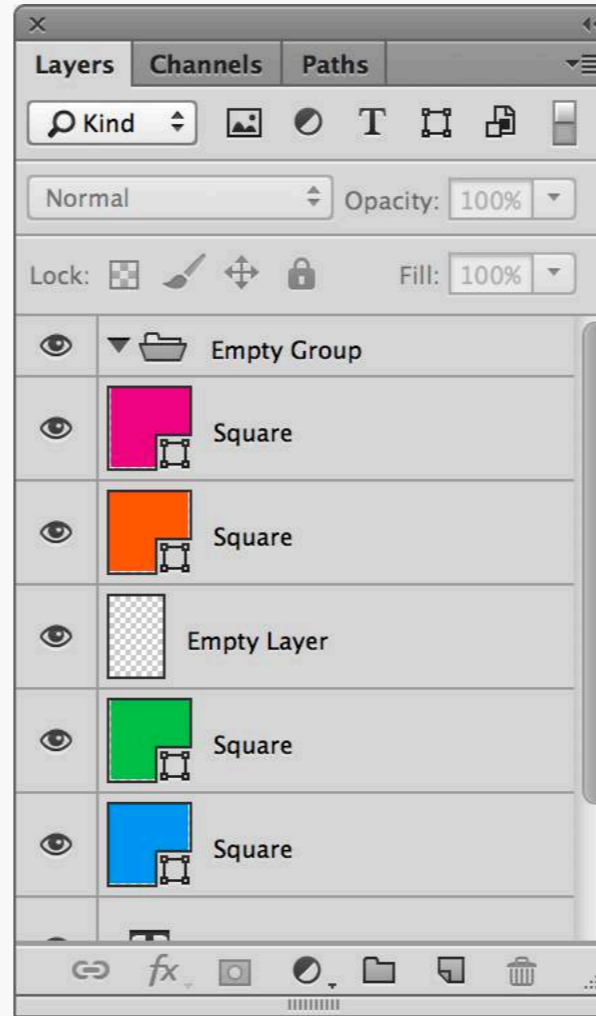 Layers Channels Paths
Kind T
Normal Opacity: 100%
Lock: Fill: 100%
Empty Group
Square
Square
Empty Layer
Square
Square
fx